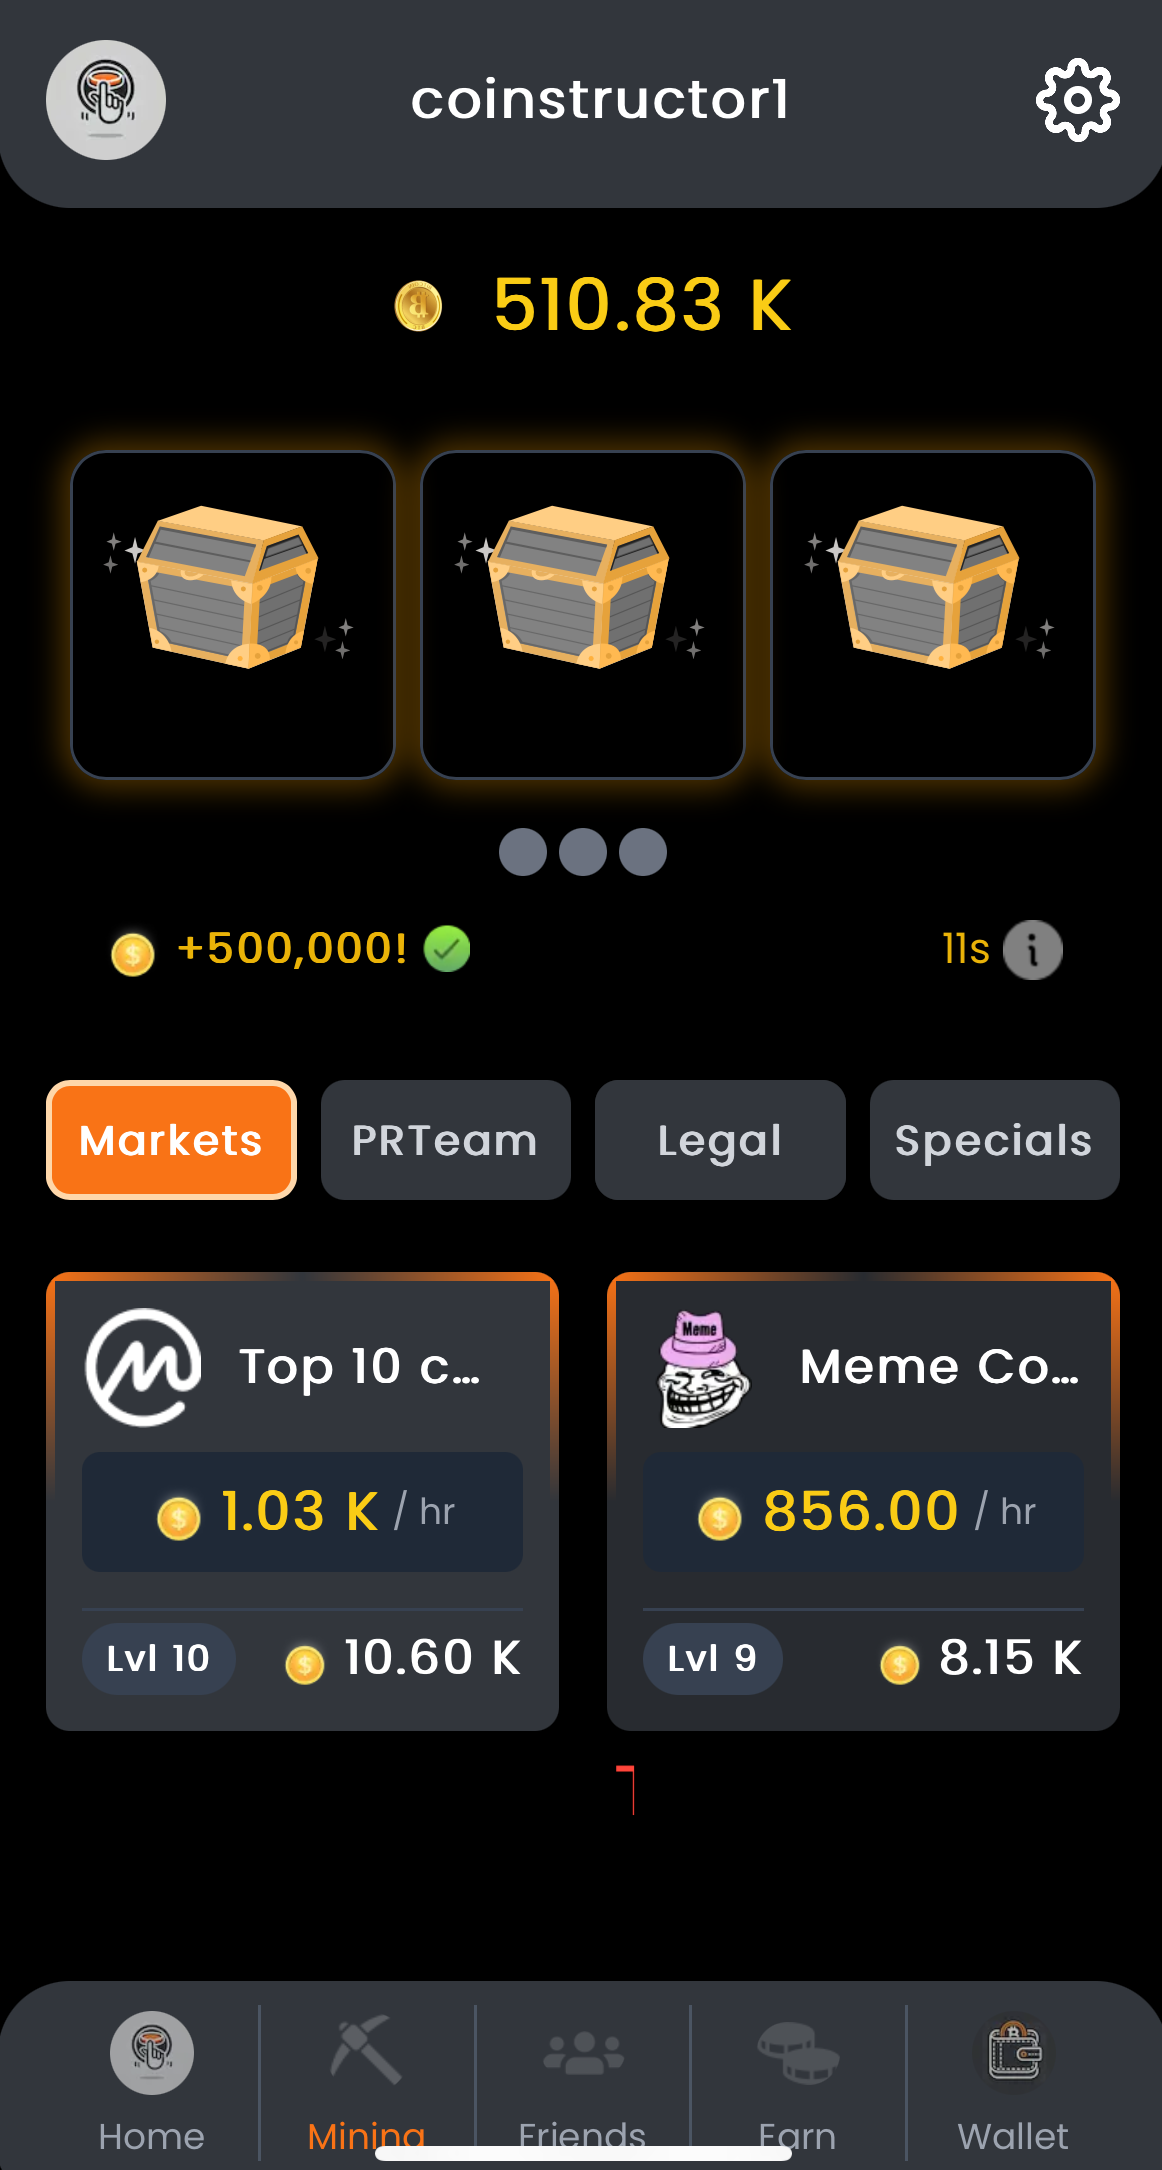 coinstructor1
510.83 K
+500,000!
11s
Markets
PRTeam
Legal
Specials
Top 10 c...
Meme
Meme Co...
1.03 K / hr
856.00 / hr
Lvl 10
10.60 K
Lvl 9
8.15 K
Home
Mining
Friends
Earn
Wallet